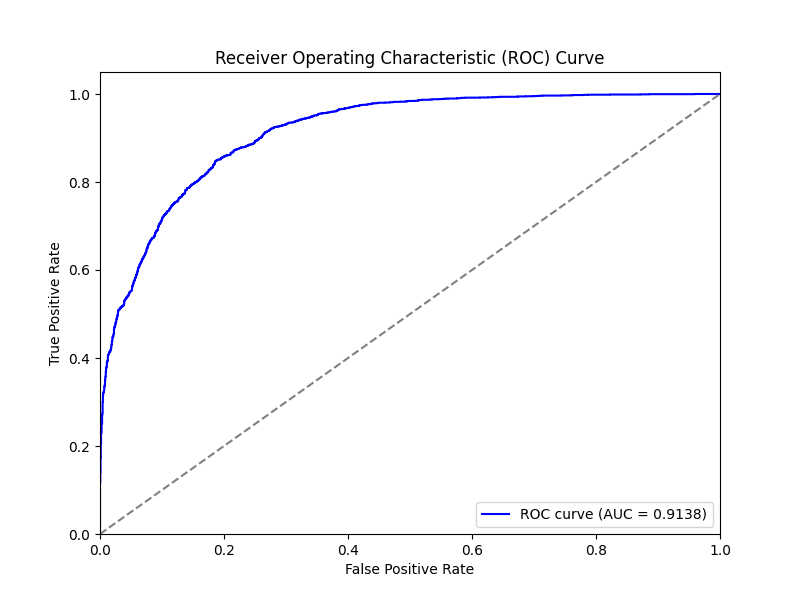 Receiver Operating Characteristic (ROC) Curve
True Positive Rate
1.0
0.8
0.6
0.4
0.2
0.0
ROC curve (AUC = 0.9138)
0.0 0.2 0.4 0.6 0.8 1.0
False Positive Rate